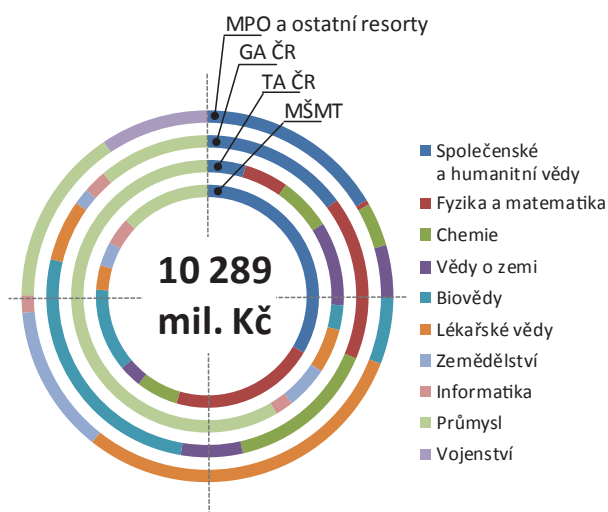 MPO a ostatní resorty
GA ČR
TA ČR
MŠMT
10 289
mil. Kč
Společenské
a humanitní vědy
Fyzika a matematika
Chemie
Vědy o zemi
Biovědy
Lékařské vědy
Zemědělství
Informatika
Průmysl
Vojenství